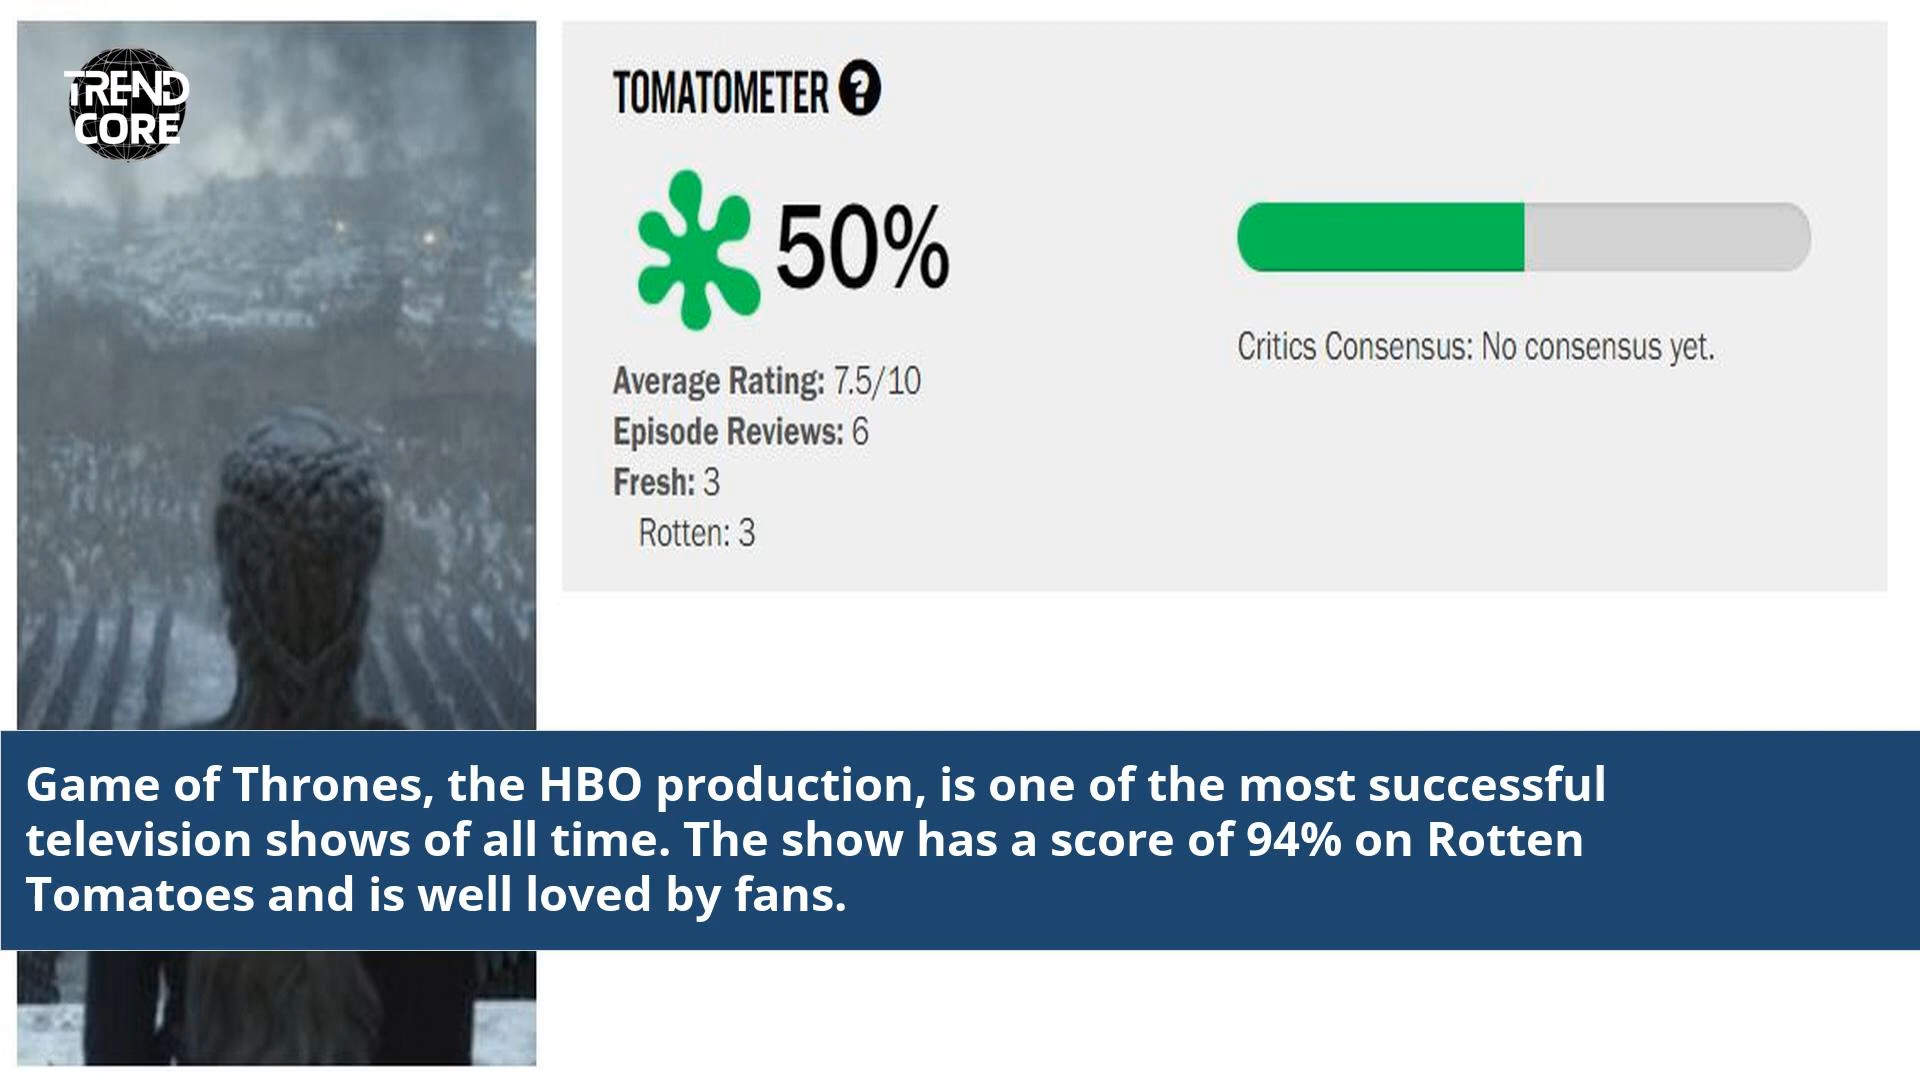 TREND
CORE
TOMATOMETER ?
50%
Critics Consensus: No consensus yet.
Average Rating: 7.5/10
Episode Reviews: 6
Fresh: 3
Rotten: 3
Game of Thrones, the HBO production, is one of the most successful
television shows of all time. The show has a score of 94% on Rotten
Tomatoes and is well loved by fans.